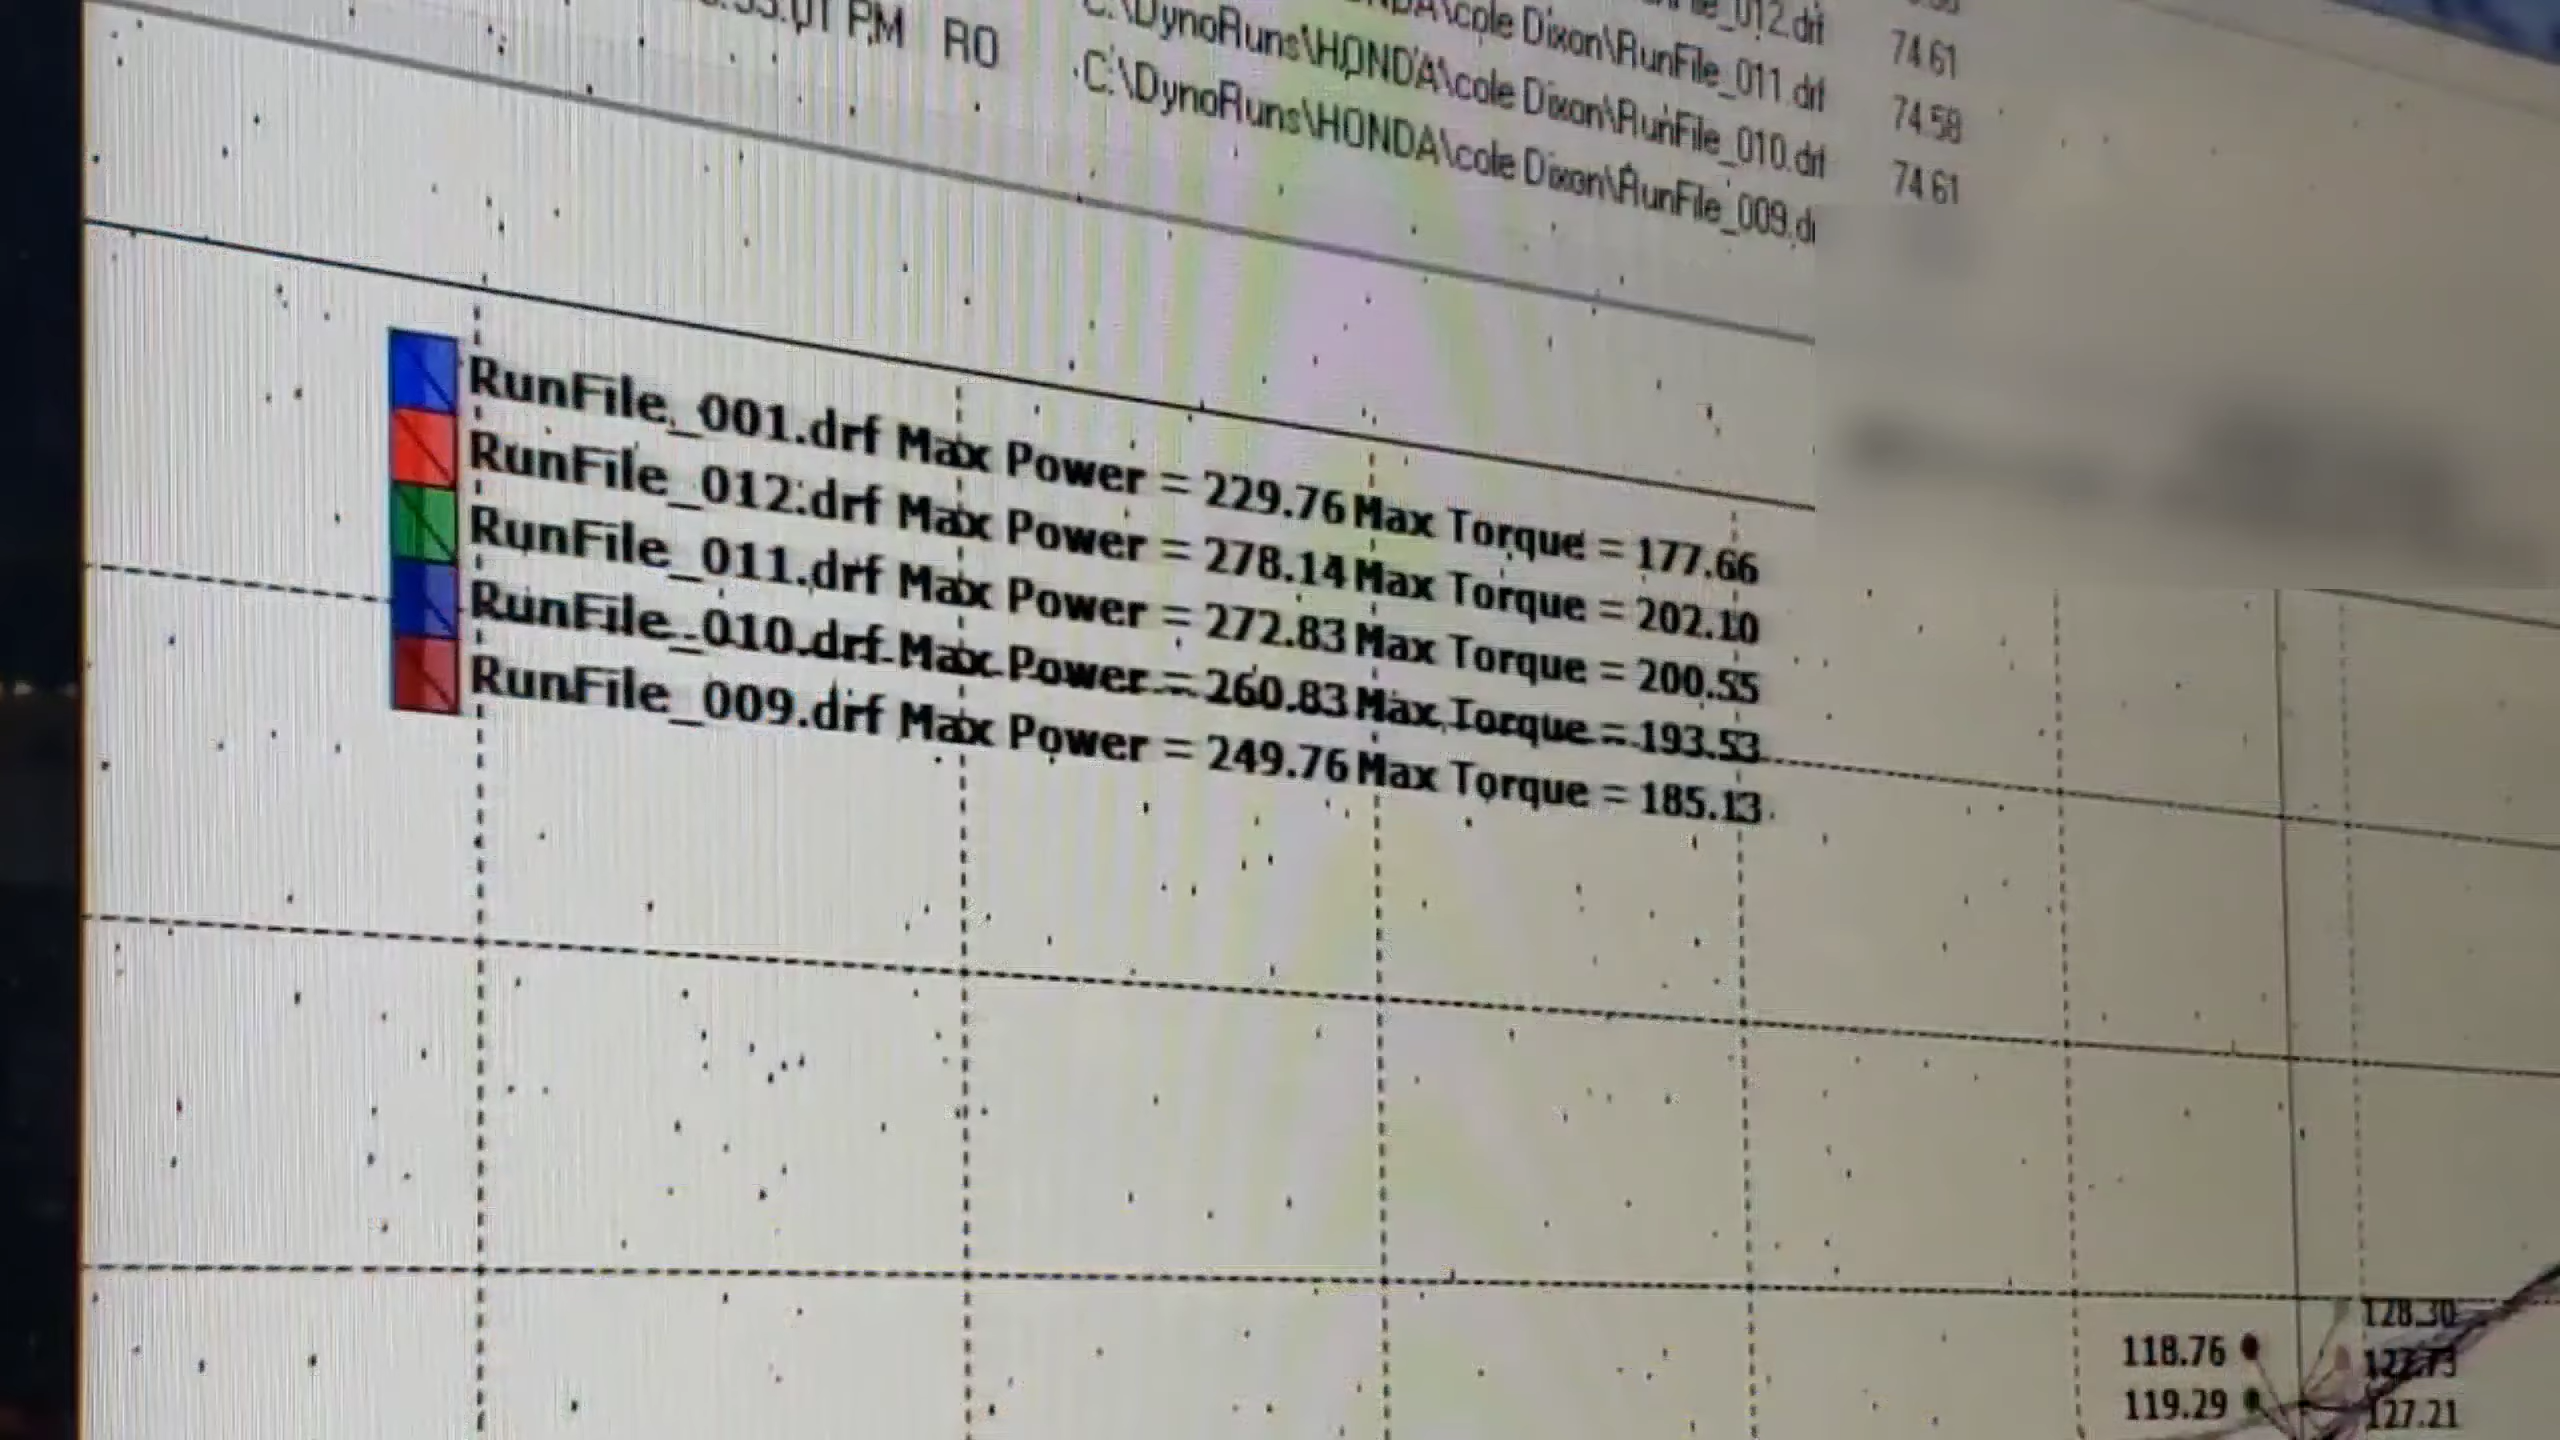 _012.drf
PM R0 cole Dixon\RunFile_011.drf 74.61
C:\DynoRuns\HONDA\cole Dixon\RunFile_010.drf 74.58
C:\DynoRuns\HONDA\cole Dixon\RunFile_009.dr 74.61
RunFile_001.drf Max Power = 229.76 Max Torque = 177.66
RunFile_012.drf Max Power = 278.14 Max Torque = 202.10
RunFile_011.drf Max Power = 272.83 Max Torque = 200.55
RunFile_010.drf Max Power = 260.83 Max Torque = 193.53
RunFile_009.drf Max Power = 249.76 Max Torque = 185.13
128.30
118.76
119.29 127.21